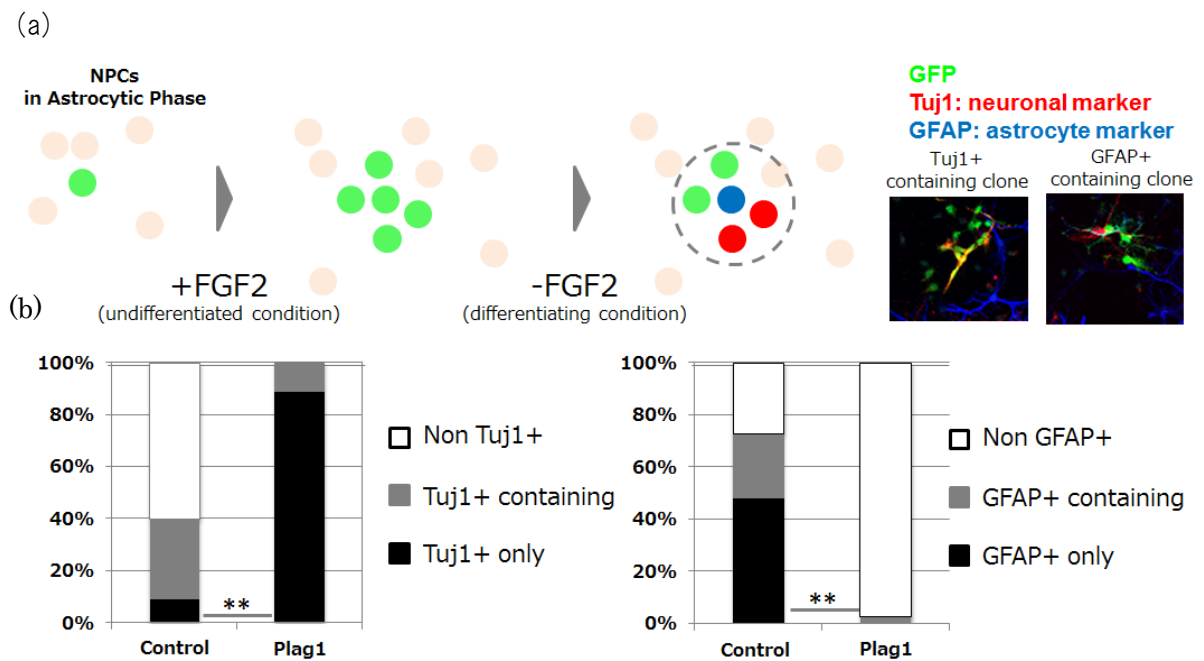 (a)
NPCs
in Astrocytic Phase
+FGF2
(undifferentiated condition)
-FGF2
(differentiating condition)
GFP
Tuj1: neuronal marker
GFAP: astrocyte marker
Tuj1+
containing clone
GFAP+
containing clone
(b)
100%
80%
60%
40%
20%
0%
**
Control
Plag1
Non Tuj1+
Tuj1+ containing
Tuj1+ only
100%
80%
60%
40%
20%
0%
**
Control
Plag1
Non GFAP+
GFAP+ containing
GFAP+ only